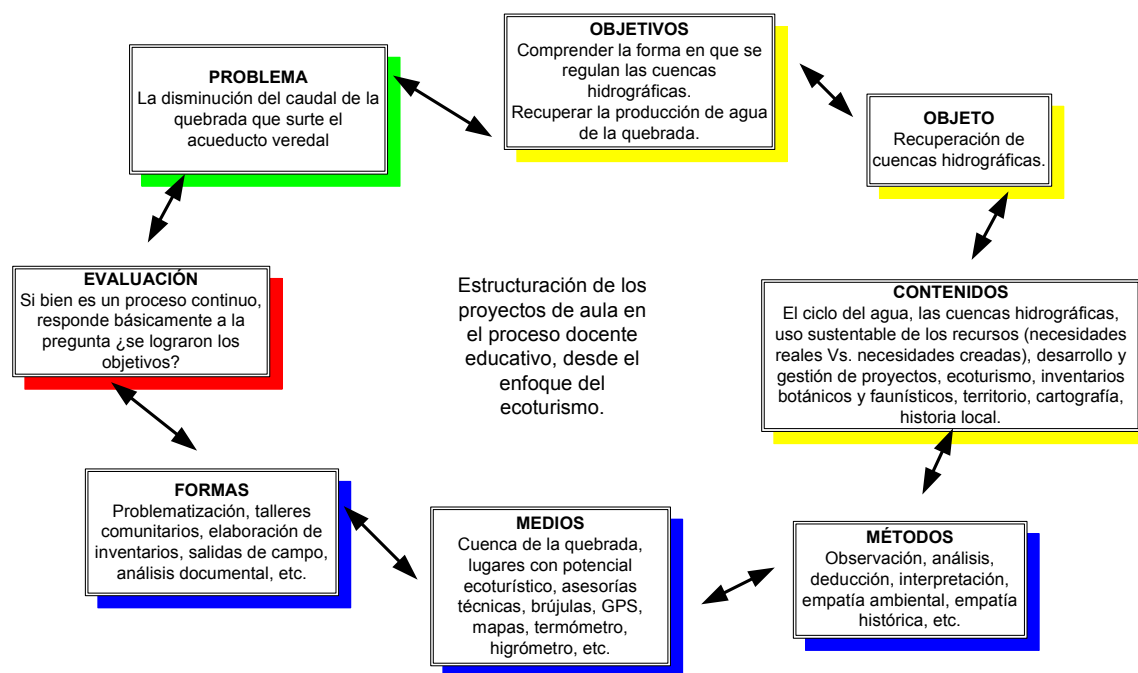 PROBLEMA
La disminución del caudal de la
quebrada que surte el
acueducto veredal
OBJETIVOS
Comprender la forma en que se
regulan las cuencas
hidrográficas.
Recuperar la producción de agua
de la quebrada.
OBJETO
Recuperación de
cuencas hidrográficas.
CONTENIDOS
El ciclo del agua, las cuencas hidrográficas,
uso sustentable de los recursos (necesidades
reales Vs. necesidades creadas), desarrollo y
gestión de proyectos, ecoturismo, inventarios
botánicos y faunísticos, territorio, cartografía,
historia local.
MÉTODOS
Observación, análisis,
deducción, interpretación,
empatía ambiental, empatía
histórica, etc.
MEDIOS
Cuenca de la quebrada,
lugares con potencial
ecoturístico, asesorías
técnicas, brújulas, GPS,
mapas, termómetro,
higrómetro, etc.
FORMAS
Problematización, talleres
comunitarios, elaboración de
inventarios, salidas de campo,
análisis documental, etc.
EVALUACIÓN
Si bien es un proceso continuo,
responde básicamente a la
pregunta ¿se lograron los
objetivos?
Estructuración de los
proyectos de aula en
el proceso docente
educativo, desde el
enfoque del
ecoturismo.